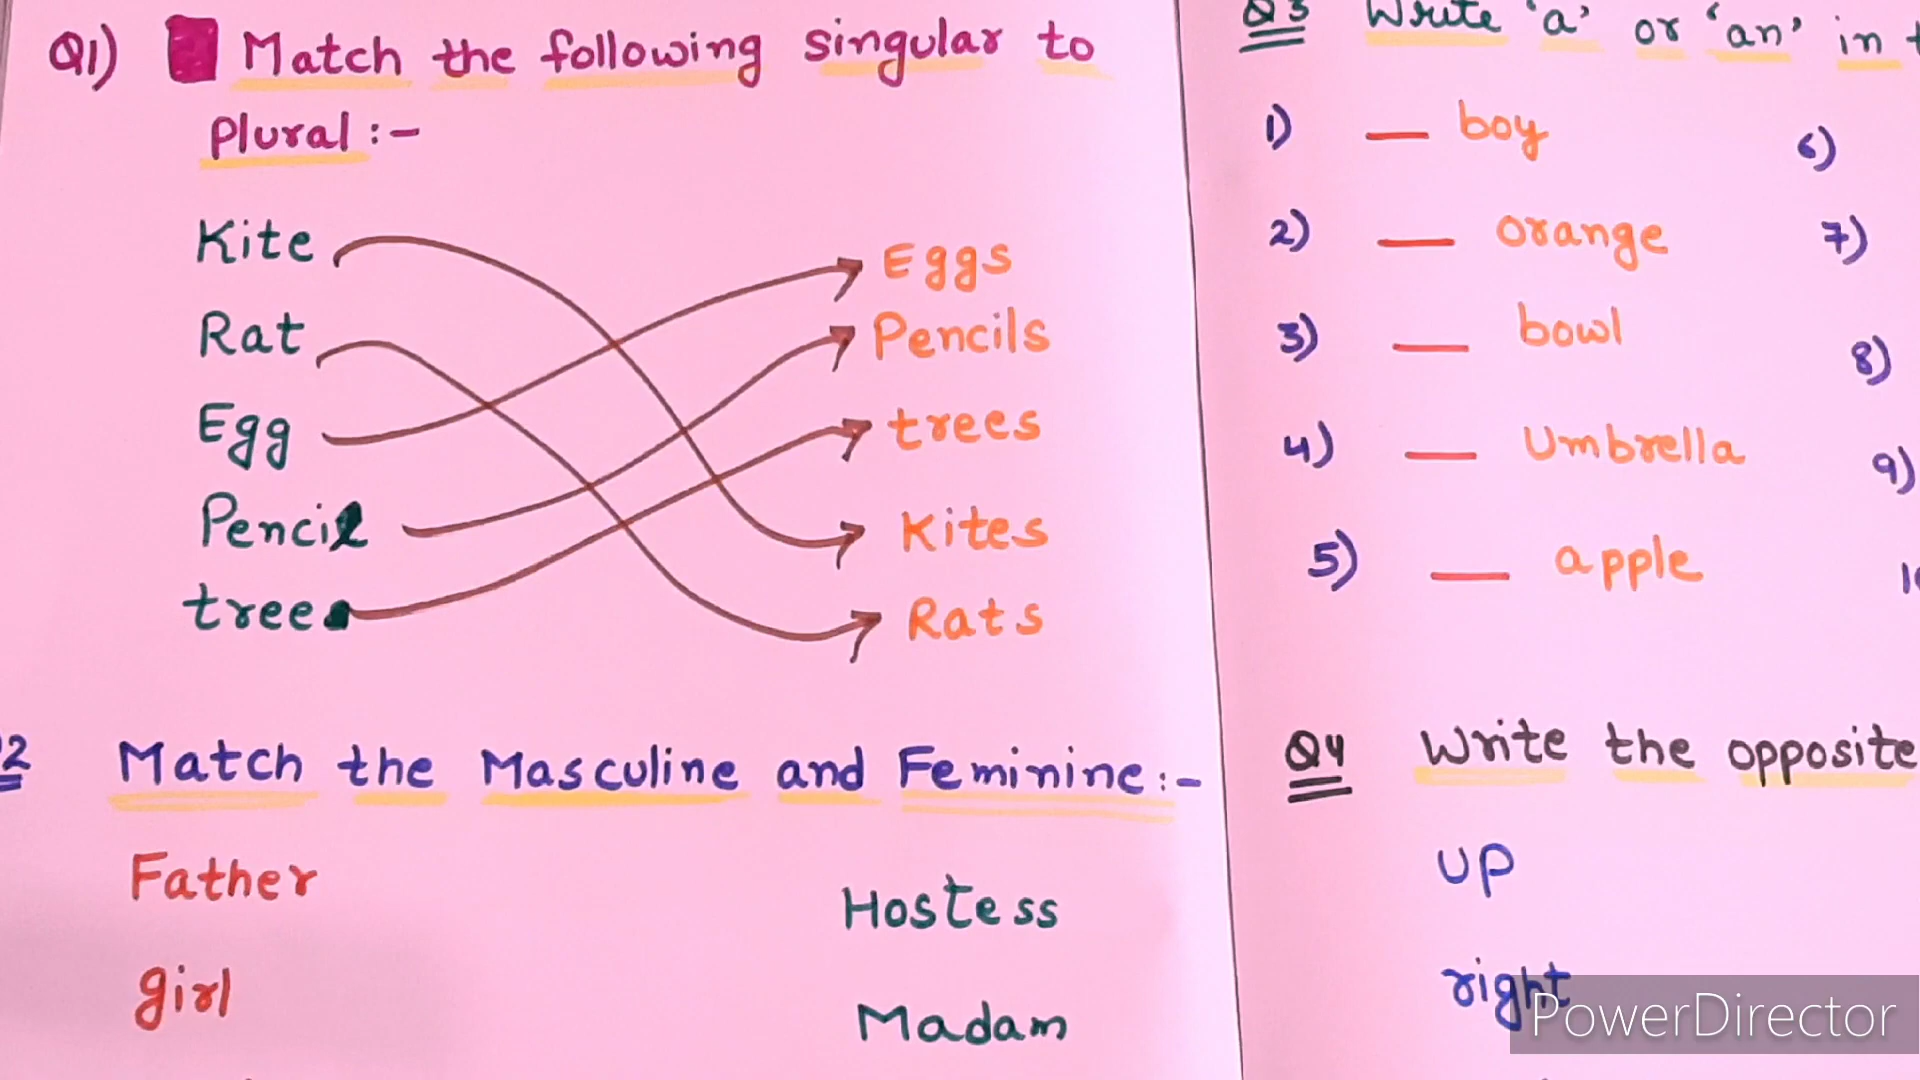 Q1) Match the following singular to
Plural :-
Kite
Rat
Egg
Pencil
tree
Eggs
Pencils
trees
Kites
Rats
Match the Masculine and Feminine :-
Father
girl
Hostess
Madam
Q3 Write 'a' or 'an' in
1) __ boy
2) __ orange
3) __ bowl
4) __ Umbrella
5) __ apple
6)
7)
8)
9)
Q4 Write the opposite
up
right
PowerDirector